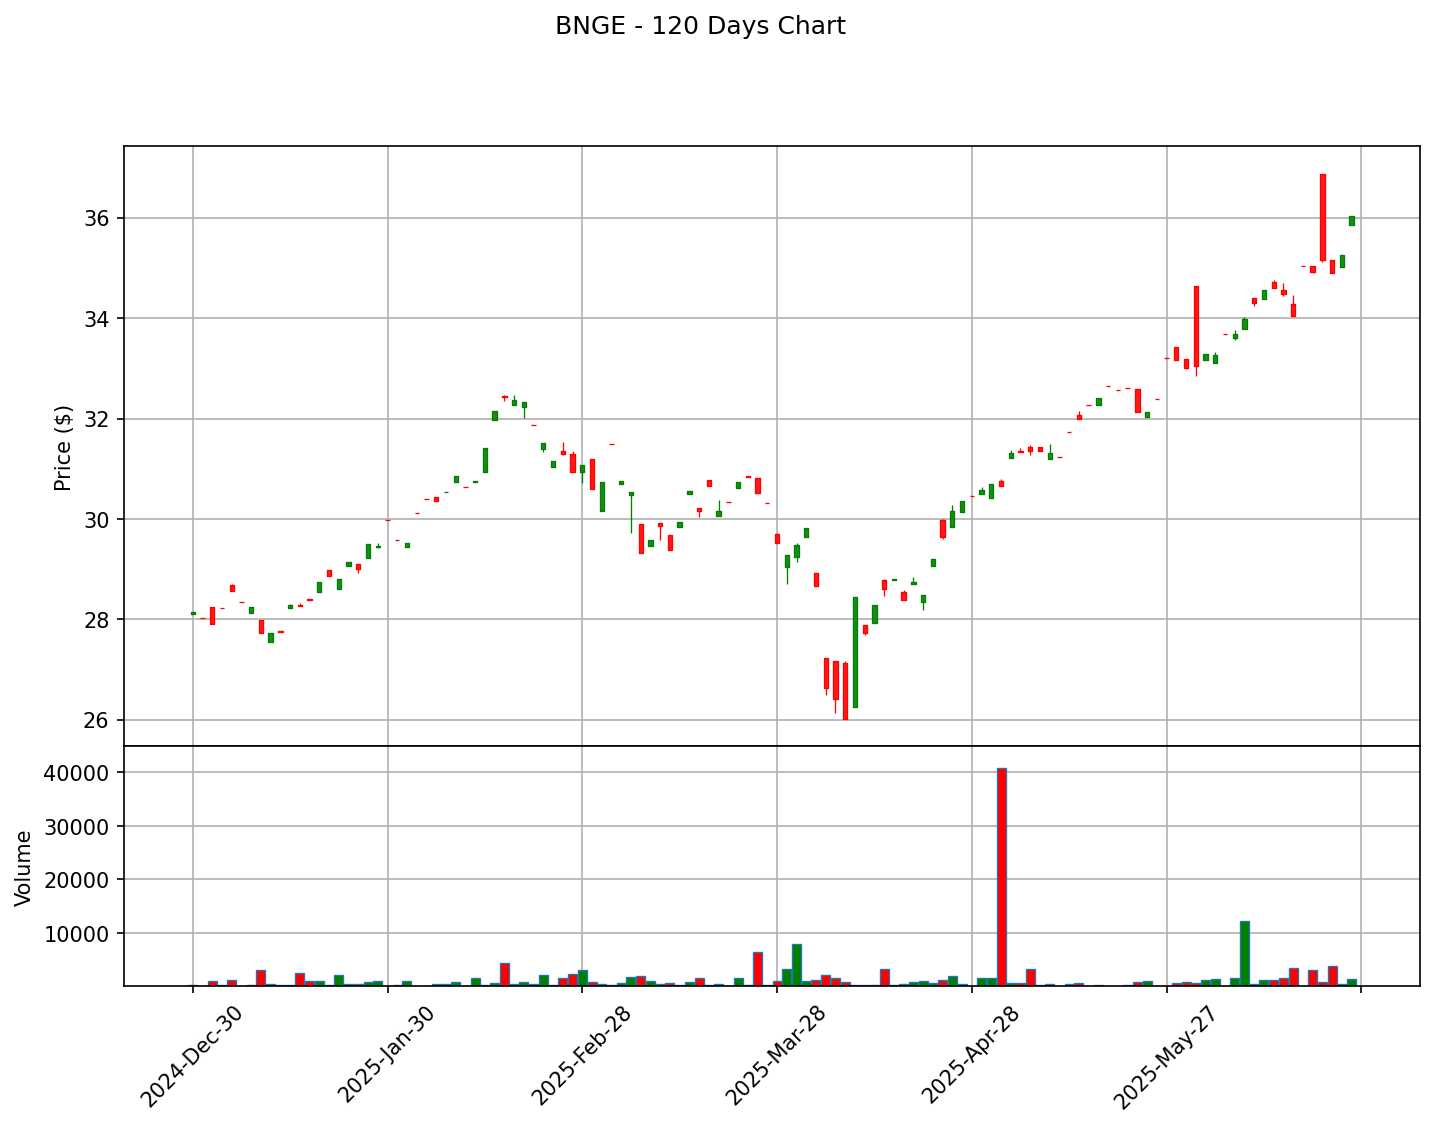 BNGE - 120 Days Chart
Price ($)
36
34
32
30
28
26
Volume
40000
30000
20000
10000
2024-Dec-30
2025-Jan-30
2025-Feb-28
2025-Mar-28
2025-Apr-28
2025-May-27